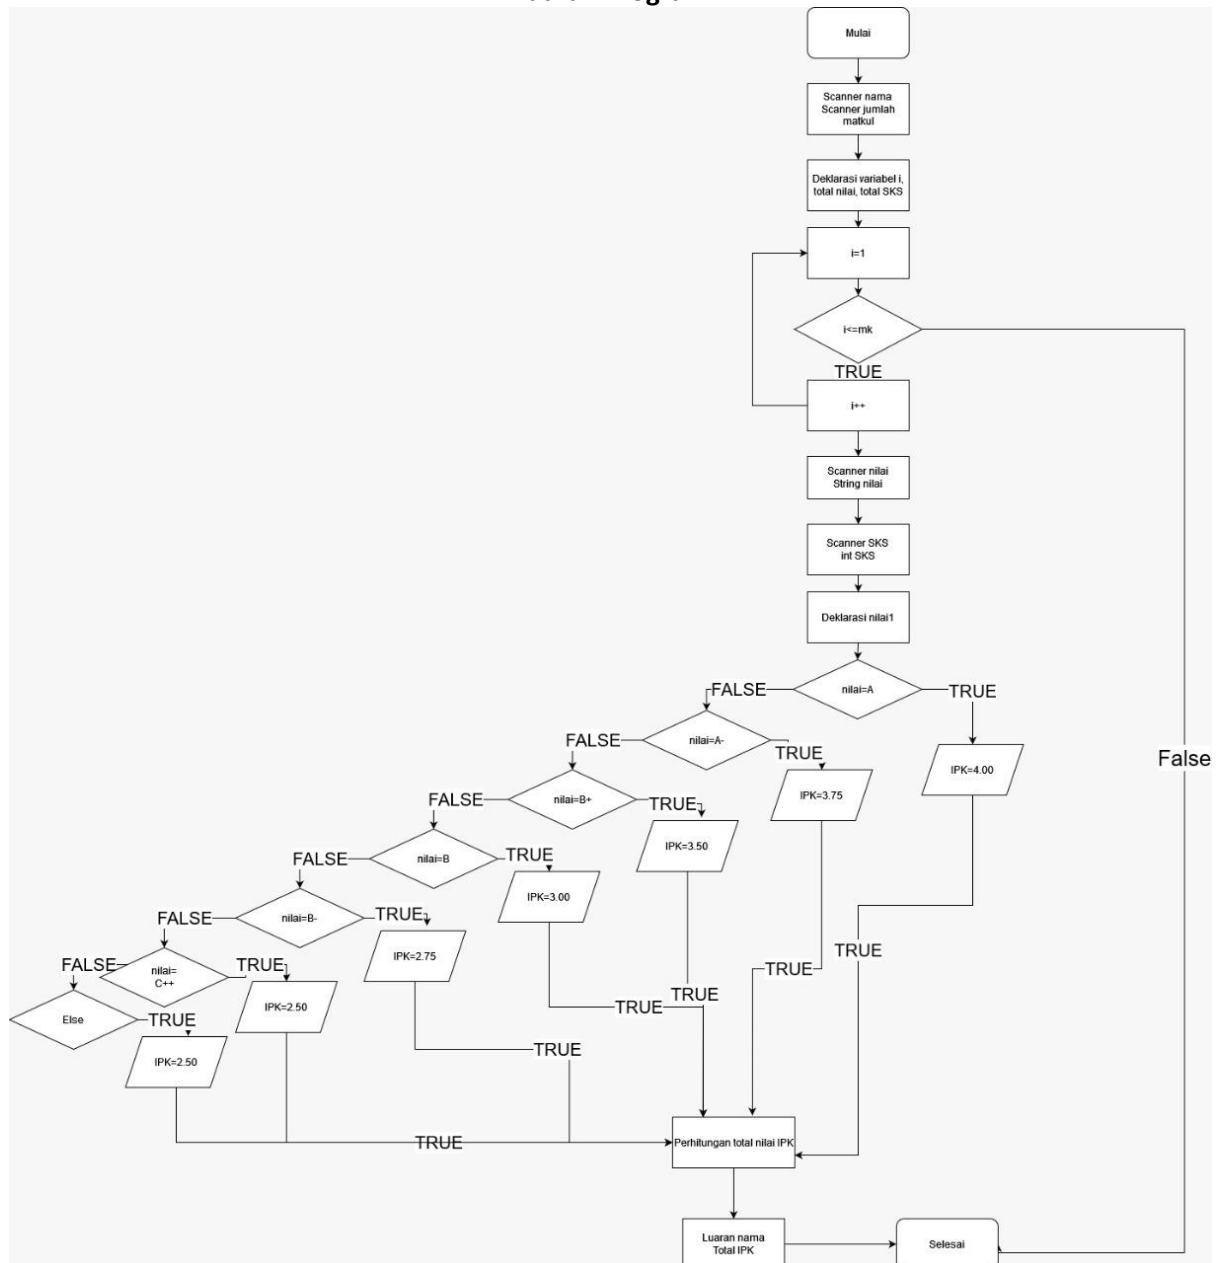 Mulai
Scanner nama
Scanner jumlah
matkul
Deklarasi variabel i,
total nilai, total SKS
i=1
i<=mk
TRUE
i++
Scanner nilai
String nilai
Scanner SKS
int SKS
Deklarasi nilai1
FALSE
nilai=A
TRUE
FALSE
nilai=A-
TRUE
IPK=4.00
False
FALSE
nilai=B+
TRUE
IPK=3.75
FALSE
nilai=B
TRUE
IPK=3.50
FALSE
nilai=B-
TRUE
IPK=3.00
FALSE
nilai=
C++
TRUE
IPK=2.75
FALSE
Else
TRUE
IPK=2.50
IPK=2.50
TRUE
TRUE
TRUE
TRUE
TRUE
TRUE
Perhitungan total nilai IPK
Luaran nama
Total IPK
Selesai